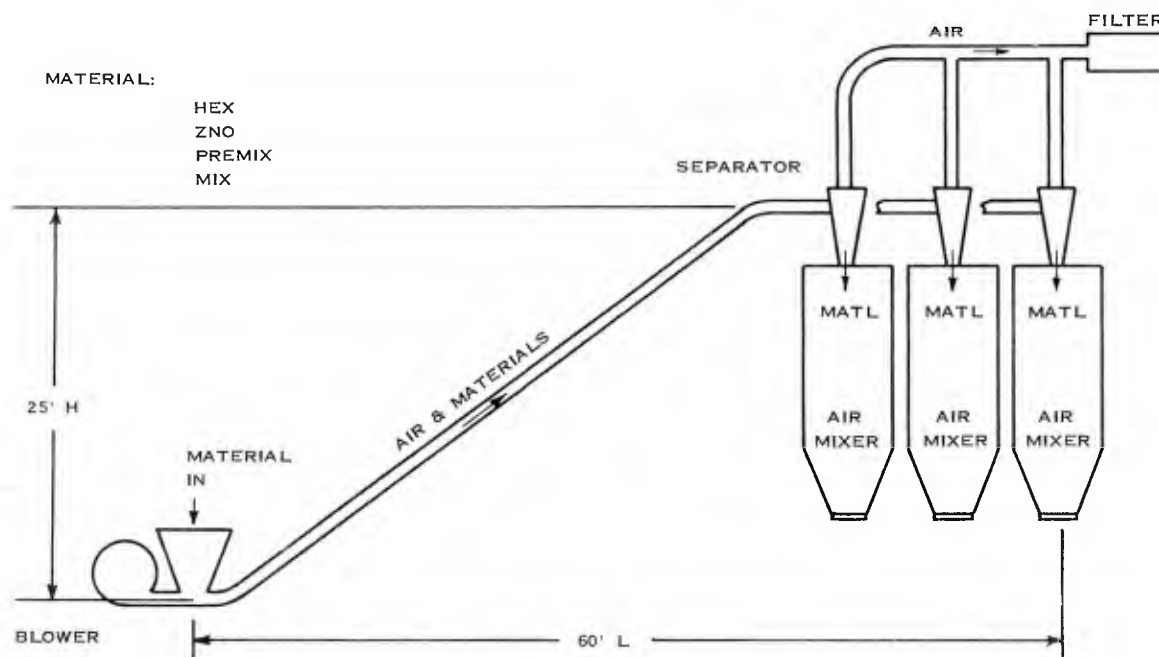 FILTER
AIR
MATERIAL:
HEX
ZNO
PREMIX
MIX
SEPARATOR
AIR & MATERIALS
25' H
MATERIAL
IN
MATL
MATL
MATL
AIR
MIXER
AIR
MIXER
AIR
MIXER
BLOWER
60' L